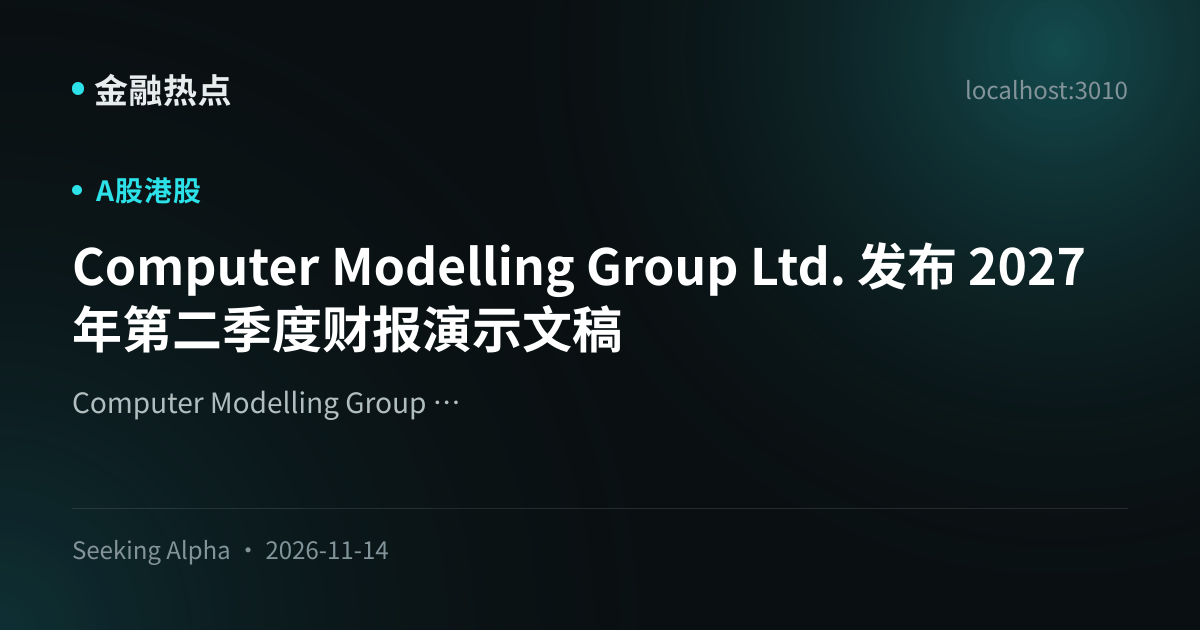 金融热点
localhost:3010
A股港股
Computer Modelling Group Ltd. 发布 2027
年第二季度财报演示文稿
Computer Modelling Group ⋯
Seeking Alpha · 2026-11-14